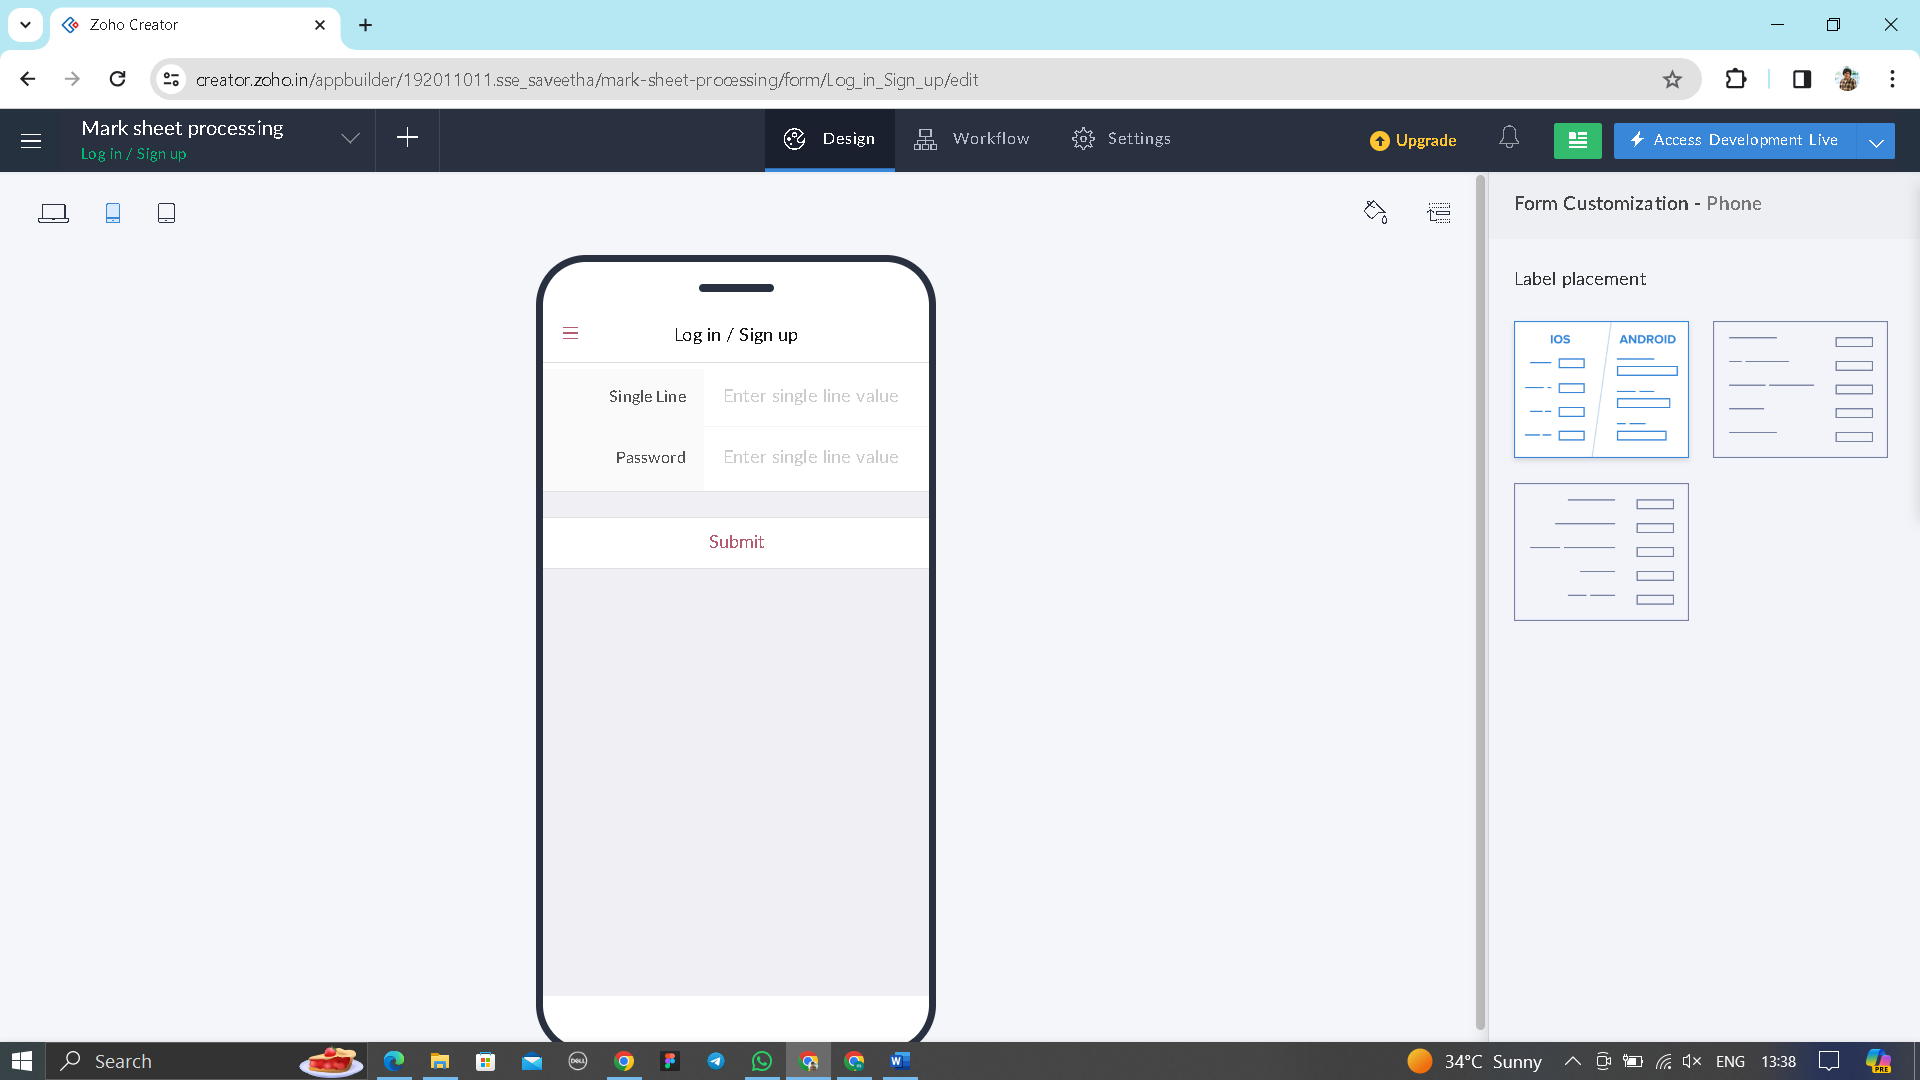 Zoho Creator
creator.zoho.in/appbuilder/192011011.sse_saveetha/mark-sheet-processing/form/Log_in_Sign_up/edit
Mark sheet processing
Log in / Sign up
Design
Workflow
Settings
Upgrade
Access Development Live
Form Customization - Phone
Label placement
IOS
ANDROID
Log in / Sign up
Single Line
Enter single line value
Password
Enter single line value
Submit
Search
DELL
34°C Sunny
ENG
13:38
PRE